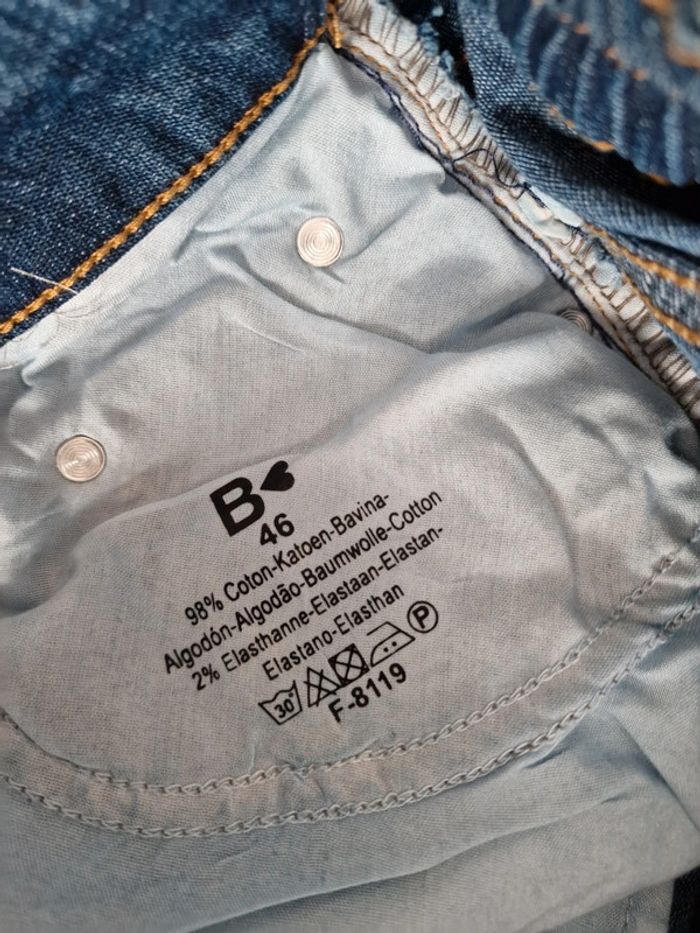 B
46
98% Coton-Katoen-Bavina-
Algodón-Algodão-Baumwolle-Cotton
2% Elasthanne-Elastaan-Elastan-
Elastano-Elasthan
30 P
F-8119